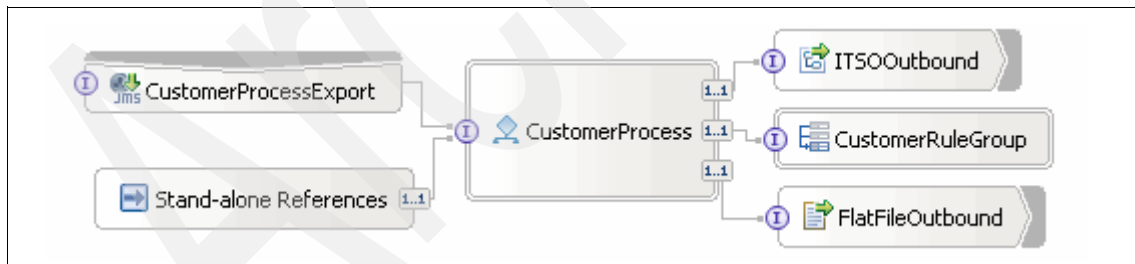 I JMS CustomerProcessExport
Stand-alone References 1..1
I CustomerProcess 1..1
1..1
1..1
I ITSOOutbound
I CustomerRuleGroup
I FlatFileOutbound